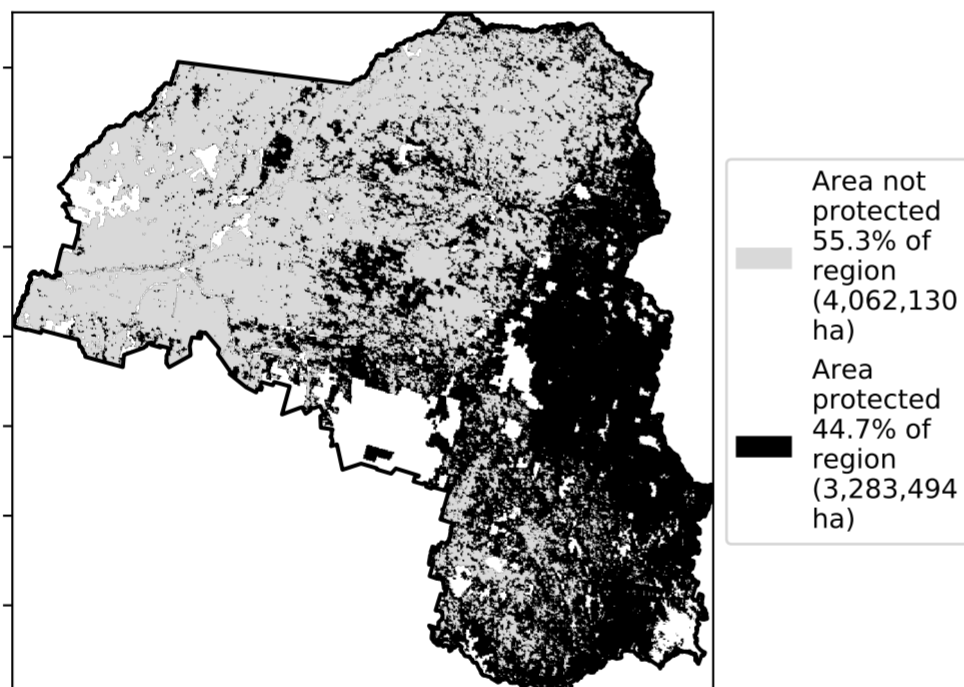 Area not
protected
55.3% of
region
(4,062,130
ha)
Area
protected
44.7% of
region
(3,283,494
ha)